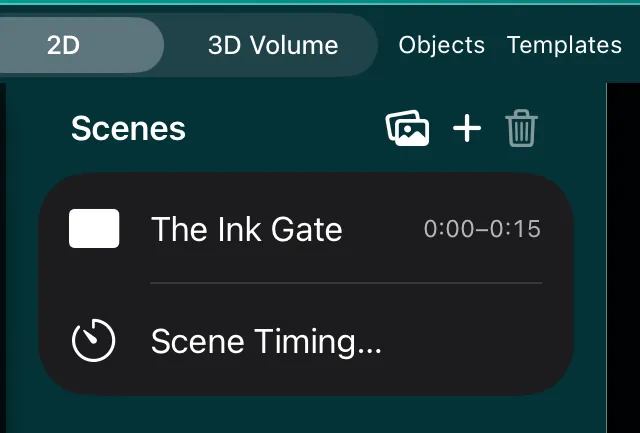 2D 3D Volume Objects Templates
Scenes
The Ink Gate 0:00–0:15
Scene Timing...